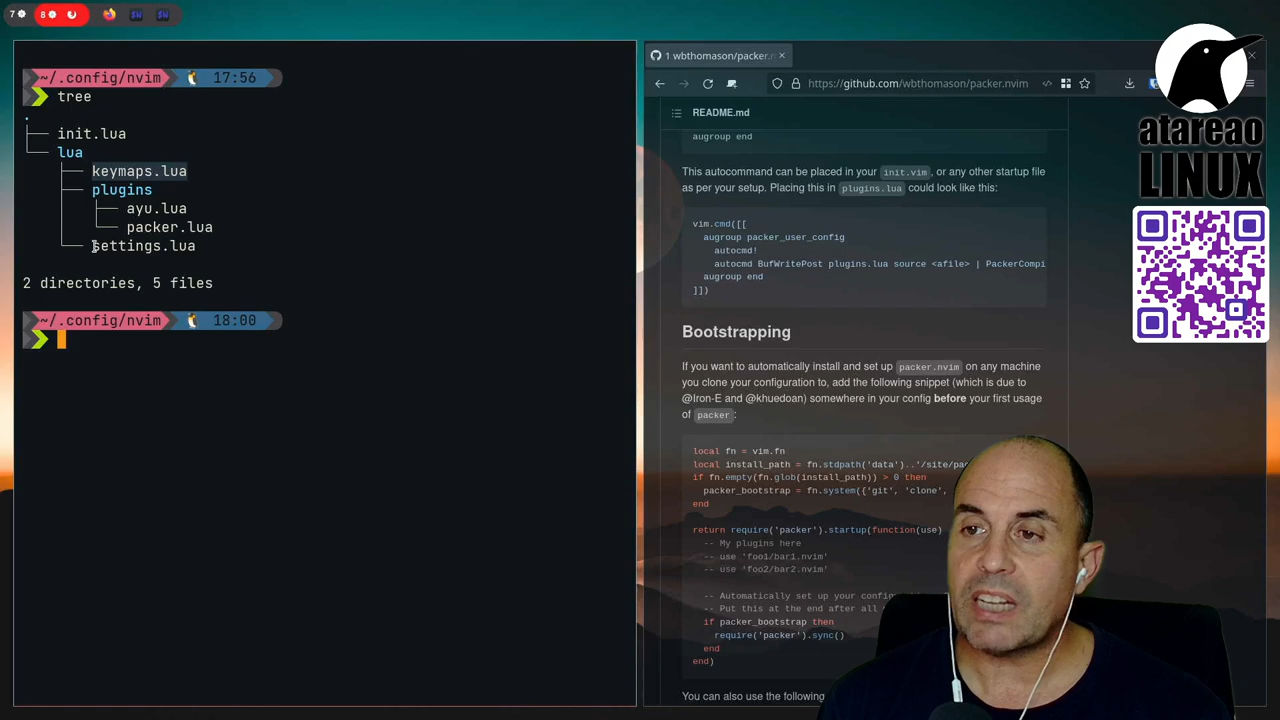 7
8
~/.config/nvim 17:56
tree
.
├── init.lua
└── lua
├── keymaps.lua
├── plugins
├── ayu.lua
└── packer.lua
└── settings.lua
2 directories, 5 files
~/.config/nvim 18:00
1 wbthomason/packer.n
https://github.com/wbthomason/packer.nvim
README.md
augroup end
This autocommand can be placed in your init.vim, or any other startup file
as per your setup. Placing this in plugins.lua could look like this:
vim.cmd([[
augroup packer_user_config
autocmd!
autocmd BufWritePost plugins.lua source <afile> | PackerCompi
augroup end
]])
Bootstrapping
If you want to automatically install and set up packer.nvim on any machine
you clone your configuration to, add the following snippet (which is due to
@Iron-E and @khuedoan) somewhere in your config before your first usage
of packer:
local fn = vim.fn
local install_path = fn.stdpath('data')..'/site/pac
if fn.empty(fn.glob(install_path)) > 0 then
packer_bootstrap = fn.system({'git', 'clone',
end
return require('packer').startup(function(use)
-- My plugins here
-- use 'foo1/bar1.nvim'
-- use 'foo2/bar2.nvim'
-- Automatically set up your config
-- Put this at the end after all
if packer_bootstrap then
require('packer').sync()
end
end)
You can also use the following
atareao
LINUX